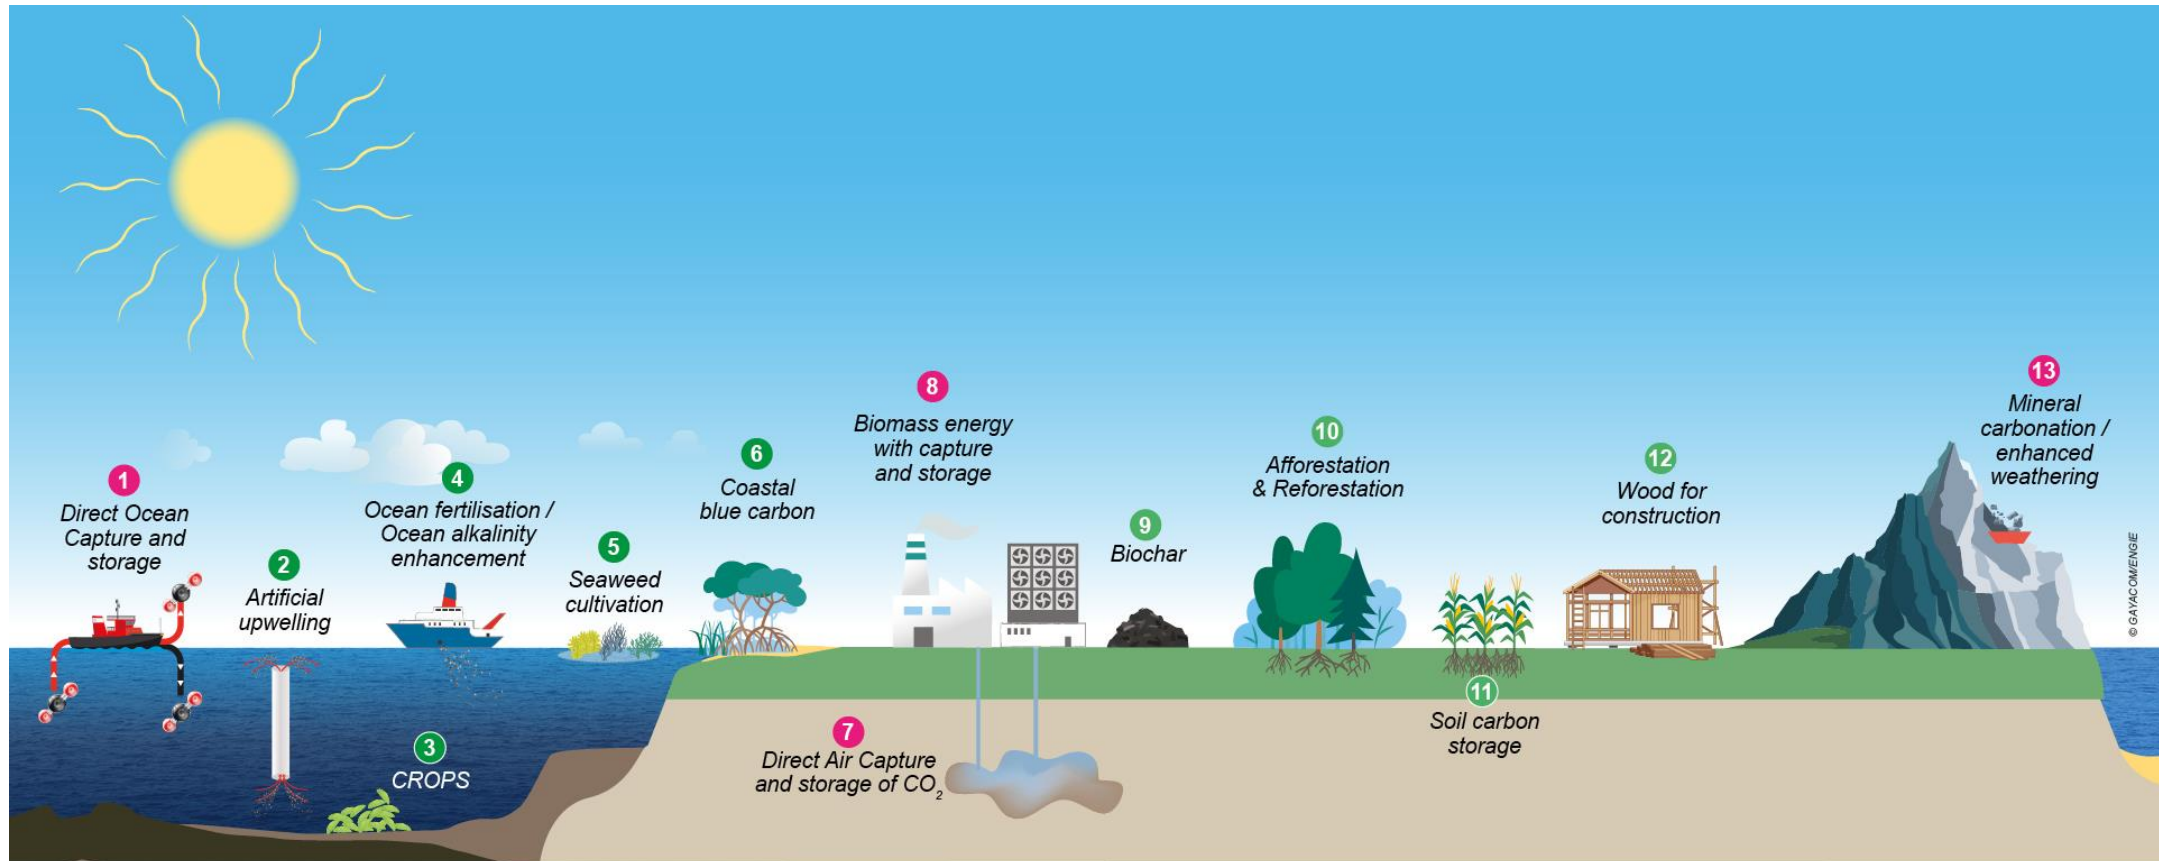 1
Direct Ocean
Capture and
storage
2
Artificial
upwelling
3
CROPS
4
Ocean fertilisation /
Ocean alkalinity
enhancement
5
Seaweed
cultivation
6
Coastal
blue carbon
7
Direct Air Capture
and storage of CO₂
8
Biomass energy
with capture
and storage
9
Biochar
10
Afforestation
& Reforestation
11
Soil carbon
storage
12
Wood for
construction
13
Mineral
carbonation /
enhanced
weathering
© GAYACOM/ENGIE